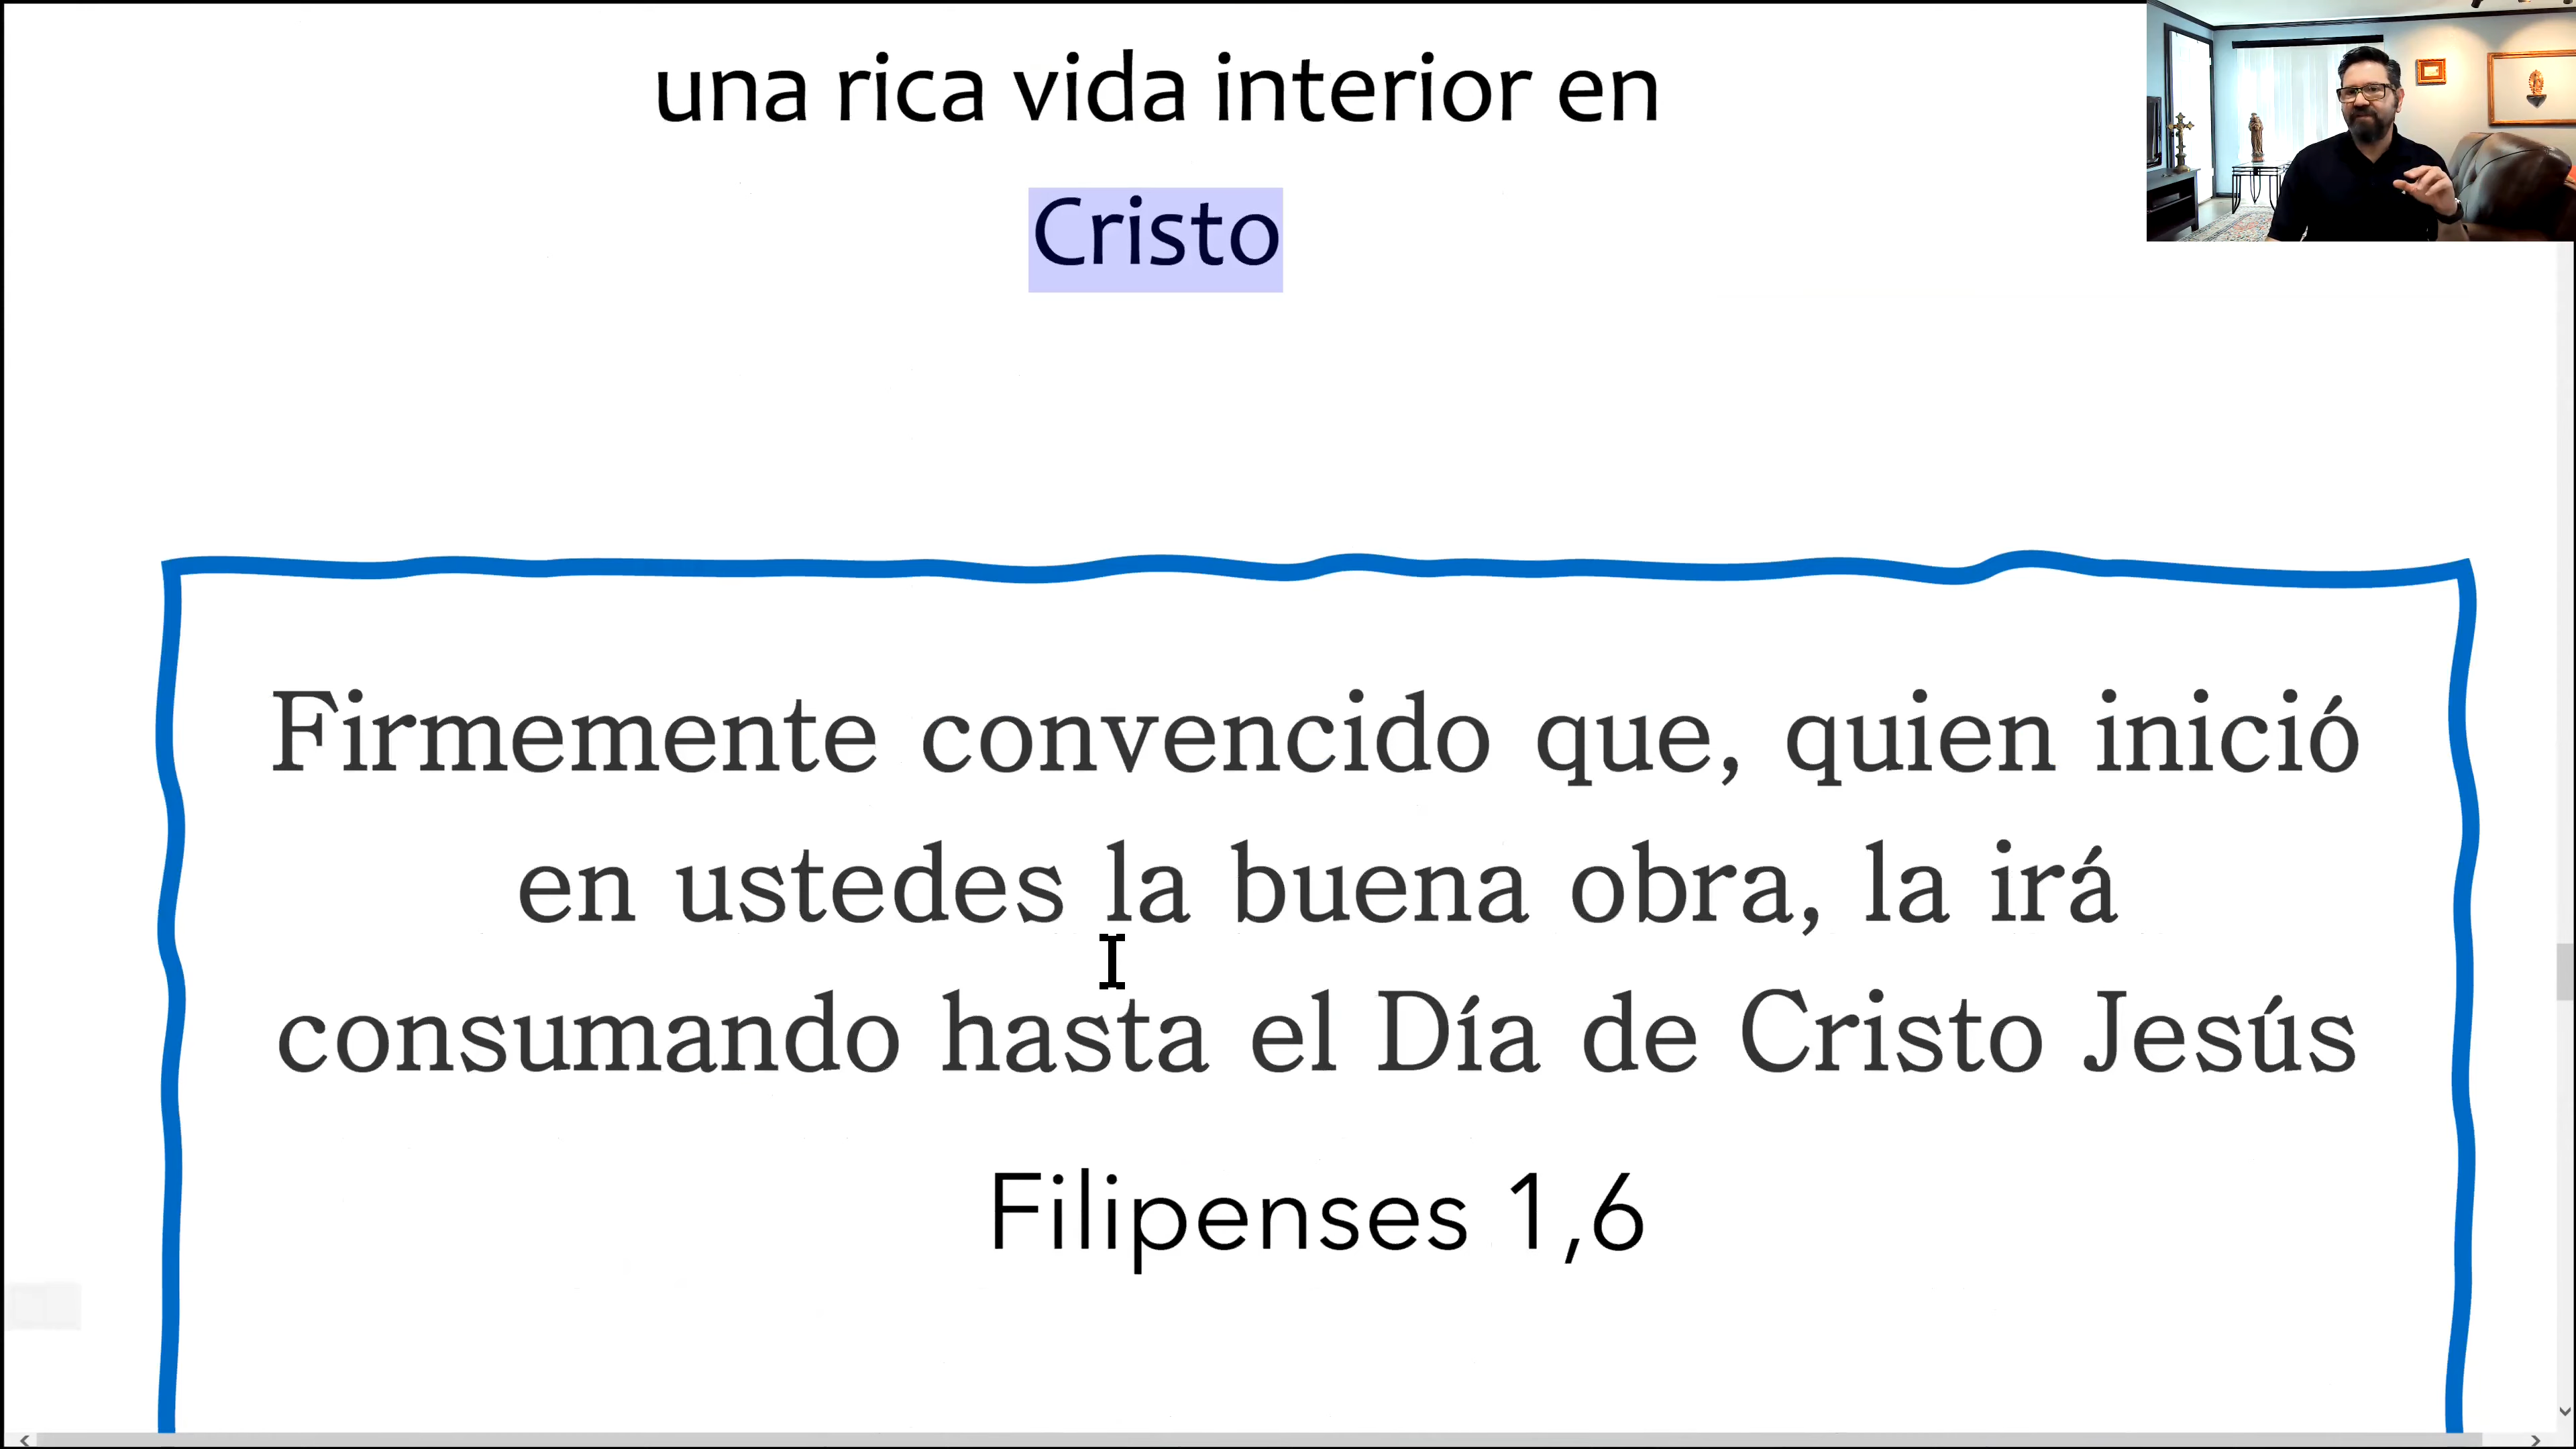 una rica vida interior en
Cristo
Firmemente convencido que, quien inició
en ustedes la buena obra, la irá
consumando hasta el Día de Cristo Jesús
Filipenses 1,6